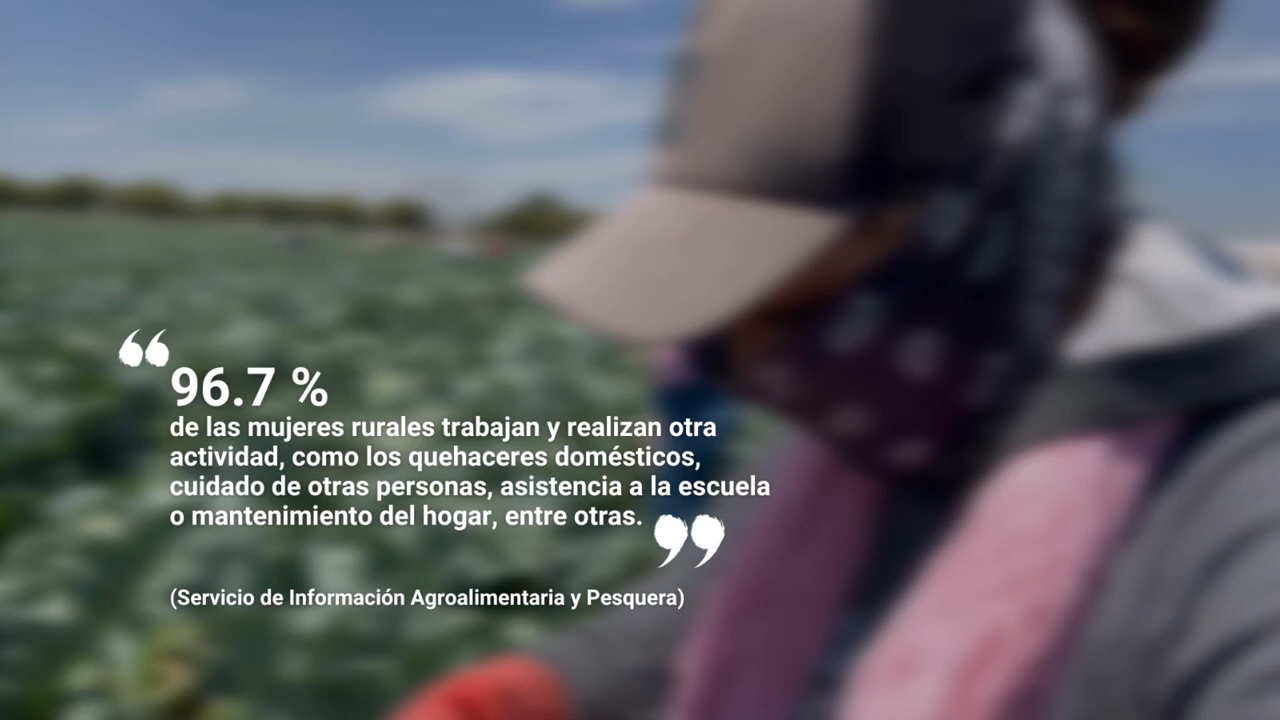 “96.7 %
de las mujeres rurales trabajan y realizan otra
actividad, como los quehaceres domésticos,
cuidado de otras personas, asistencia a la escuela
o mantenimiento del hogar, entre otras.”
(Servicio de Información Agroalimentaria y Pesquera)